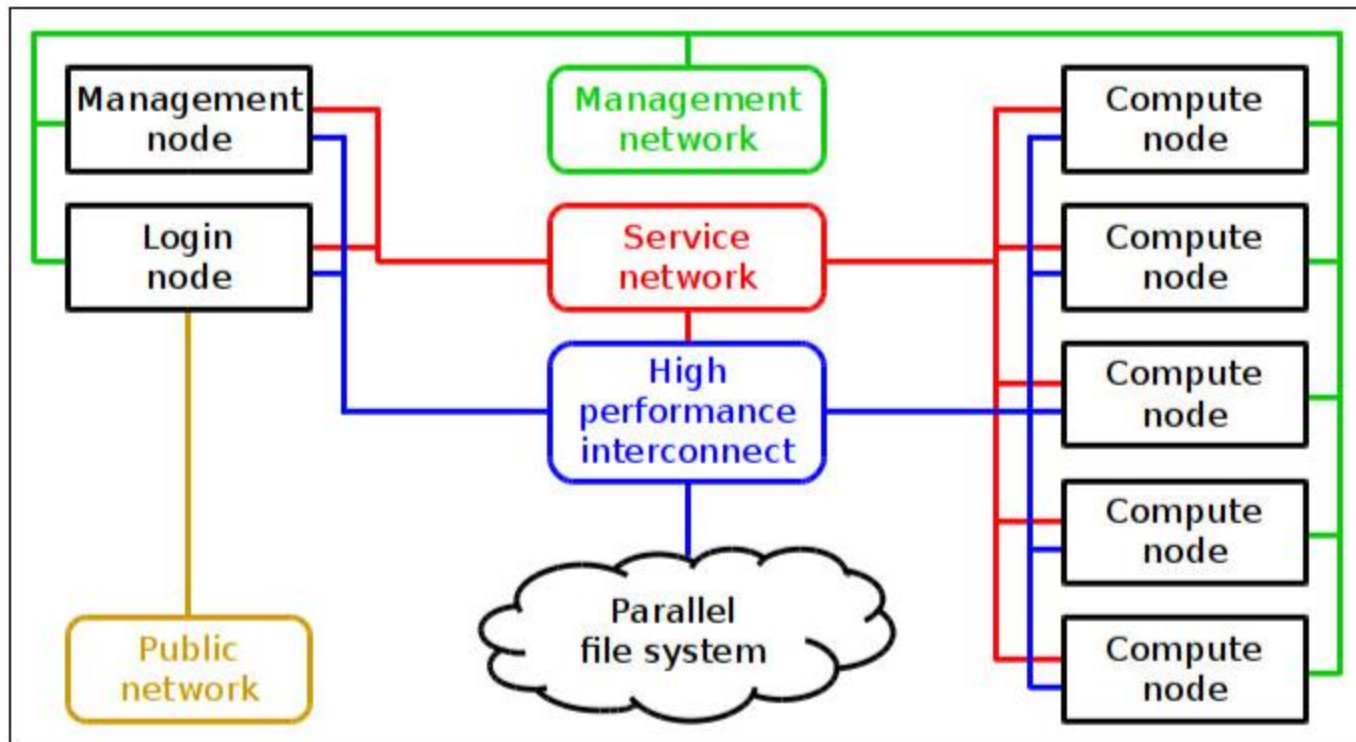 Management
node
Management
network
Compute
node
Login
node
Service
network
Compute
node
High
performance
interconnect
Compute
node
Compute
node
Parallel
file system
Public
network
Compute
node